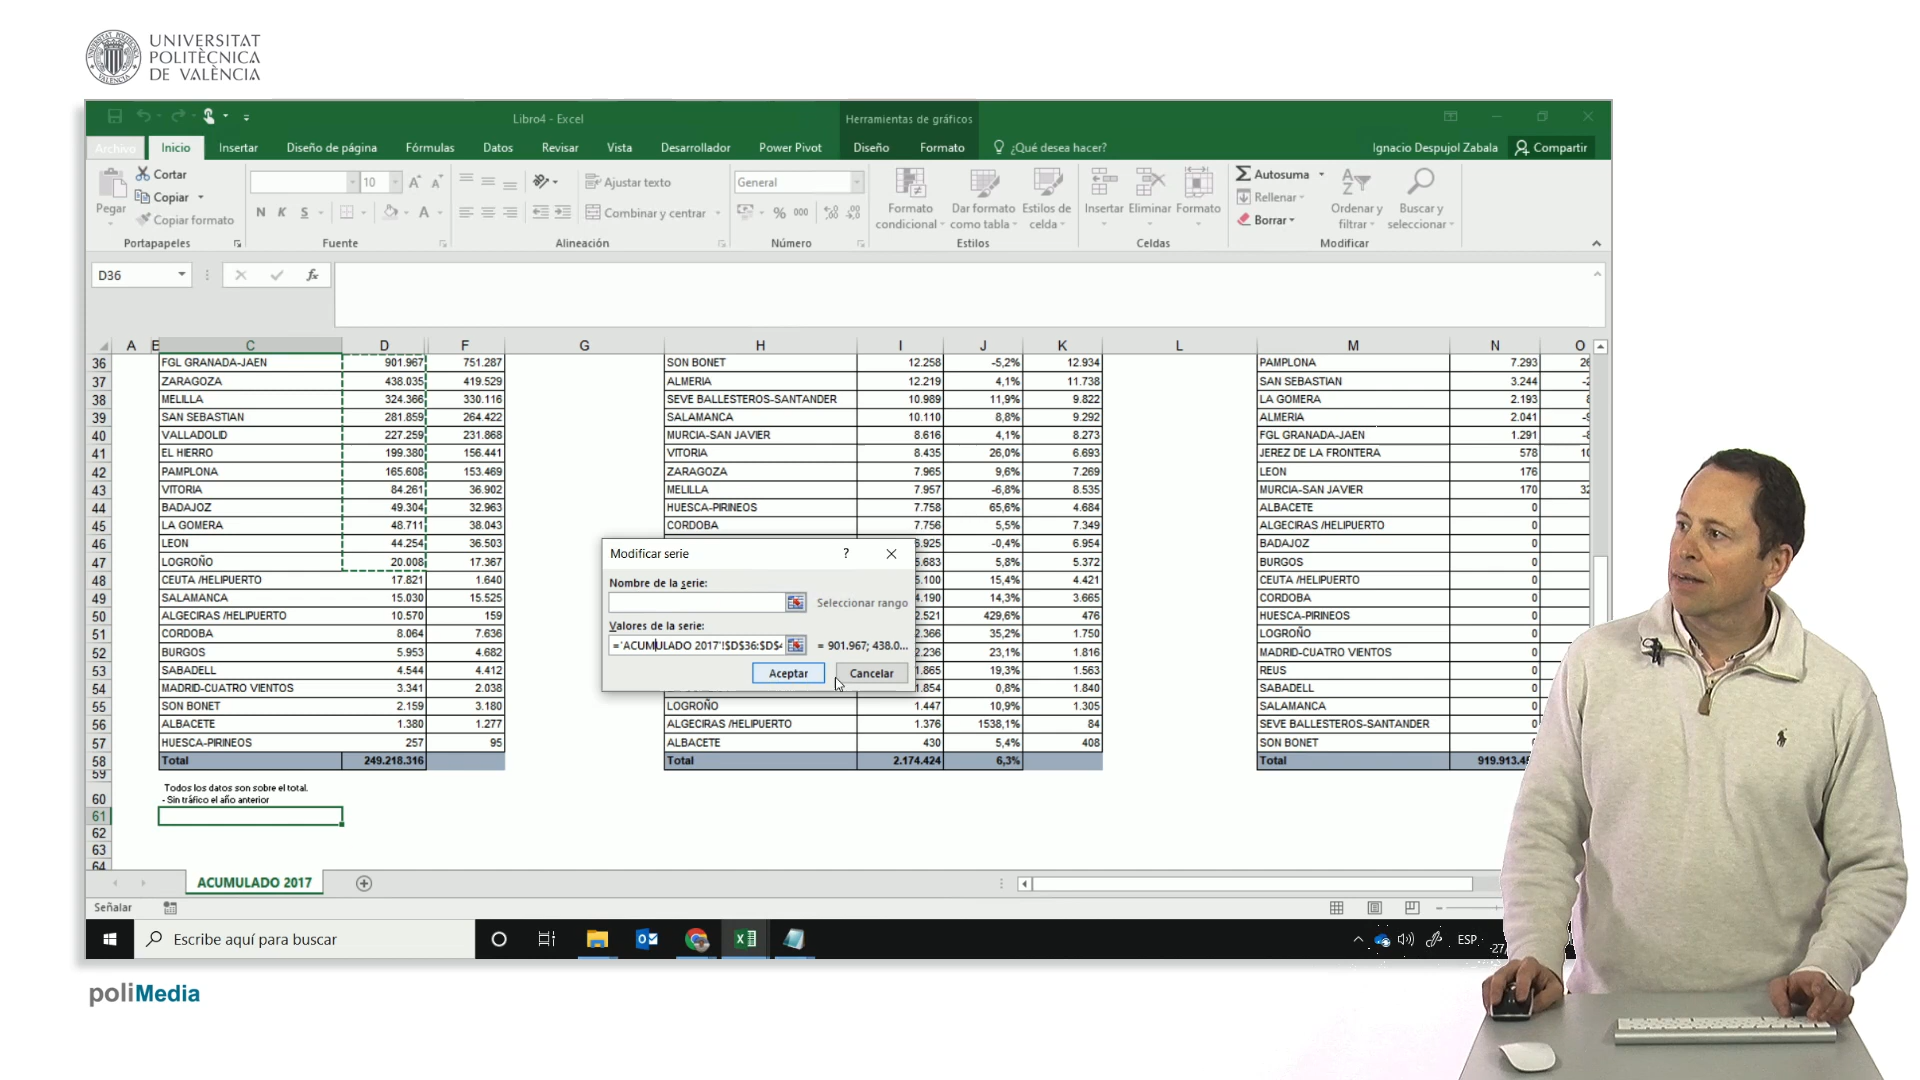 UNIVERSITAT
POLITÈCNICA
DE VALÈNCIA
Libro4 - Excel
Herramientas de gráficos
Archivo Inicio Insertar Diseño de página Fórmulas Datos Revisar Vista Desarrollador Power Pivot Diseño Formato ¿Qué desea hacer? Ignacio Despujol Zabala Compartir
Pegar
Cortar
Copiar
Copiar formato
Portapapeles
10
N K S
Fuente
Ajustar texto
Combinar y centrar
Alineación
General
% 000
Número
Formato condicional
Dar formato como tabla
Estilos de celda
Estilos
Insertar Eliminar Formato
Celdas
Autosuma
Rellenar
Borrar
Ordenar y filtrar
Buscar y seleccionar
Modificar
D36 fx
A C D F G H I J K L M N O
36 FGL GRANADA-JAEN 901.967 751.287 SON BONET 12.258 -5,2% 12.934 PAMPLONA 7.293 26
37 ZARAGOZA 438.035 419.529 ALMERIA 12.219 4,1% 11.738 SAN SEBASTIAN 3.244
38 MELILLA 324.366 330.116 SEVE BALLESTEROS-SANTANDER 10.989 11,9% 9.822 LA GOMERA 2.193
39 SAN SEBASTIAN 281.859 264.422 SALAMANCA 10.110 8,8% 9.292 ALMERIA 2.041
40 VALLADOLID 227.259 231.868 MURCIA-SAN JAVIER 8.616 4,1% 8.273 FGL GRANADA-JAEN 1.291
41 EL HIERRO 199.380 156.441 VITORIA 8.435 26,0% 6.693 JEREZ DE LA FRONTERA 578 10
42 PAMPLONA 165.608 153.469 ZARAGOZA 7.965 9,6% 7.269 LEON 176
43 VITORIA 84.261 36.902 MELILLA 7.957 -6,8% 8.535 MURCIA-SAN JAVIER 170 32
44 BADAJOZ 49.304 32.963 HUESCA-PIRINEOS 7.758 65,6% 4.684 ALBACETE 0
45 LA GOMERA 48.711 38.043 CORDOBA 7.756 5,5% 7.349 ALGECIRAS /HELIPUERTO 0
46 LEON 44.254 36.503 6.925 -0,4% 6.954 BADAJOZ 0
47 LOGROÑO 20.008 17.367 5.683 5,8% 5.372 BURGOS 0
48 CEUTA /HELIPUERTO 17.821 1.640 5.100 15,4% 4.421 CEUTA /HELIPUERTO 0
49 SALAMANCA 15.030 15.525 4.190 14,3% 3.665 CORDOBA 0
50 ALGECIRAS /HELIPUERTO 10.570 159 2.521 429,6% 476 HUESCA-PIRINEOS 0
51 CORDOBA 8.064 7.636 2.366 35,2% 1.750 LOGROÑO 0
52 BURGOS 5.953 4.682 2.236 23,1% 1.816 MADRID-CUATRO VIENTOS 0
53 SABADELL 4.544 4.412 1.865 19,3% 1.563 REUS 0
54 MADRID-CUATRO VIENTOS 3.341 2.038 1.854 0,8% 1.840 SABADELL 0
55 SON BONET 2.159 3.180 LOGROÑO 1.447 10,9% 1.305 SALAMANCA 0
56 ALBACETE 1.380 1.277 ALGECIRAS /HELIPUERTO 1.376 1538,1% 84 SEVE BALLESTEROS-SANTANDER 0
57 HUESCA-PIRINEOS 257 95 ALBACETE 430 5,4% 408 SON BONET
58 Total 249.218.316 Total 2.174.424 6,3% Total
59
60 Todos los datos son sobre el total.
- Sin tráfico el año anterior
61
62
63
64
Modificar serie ?
Nombre de la serie:
Seleccionar rango
Valores de la serie:
='ACUMULADO 2017'!$D$36:$D$4 = 901.967; 438.0...
Aceptar Cancelar
ACUMULADO 2017
Señalar
Escribe aquí para buscar
ESP
poliMedia